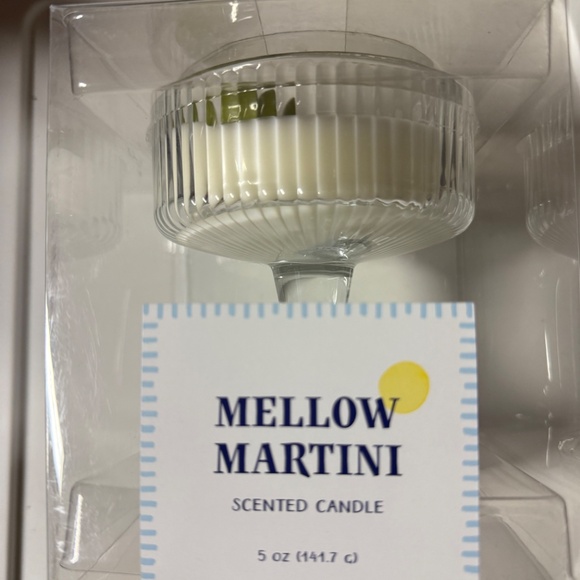 MELLOW
MARTINI
SCENTED CANDLE
5 oz (141.7 g)